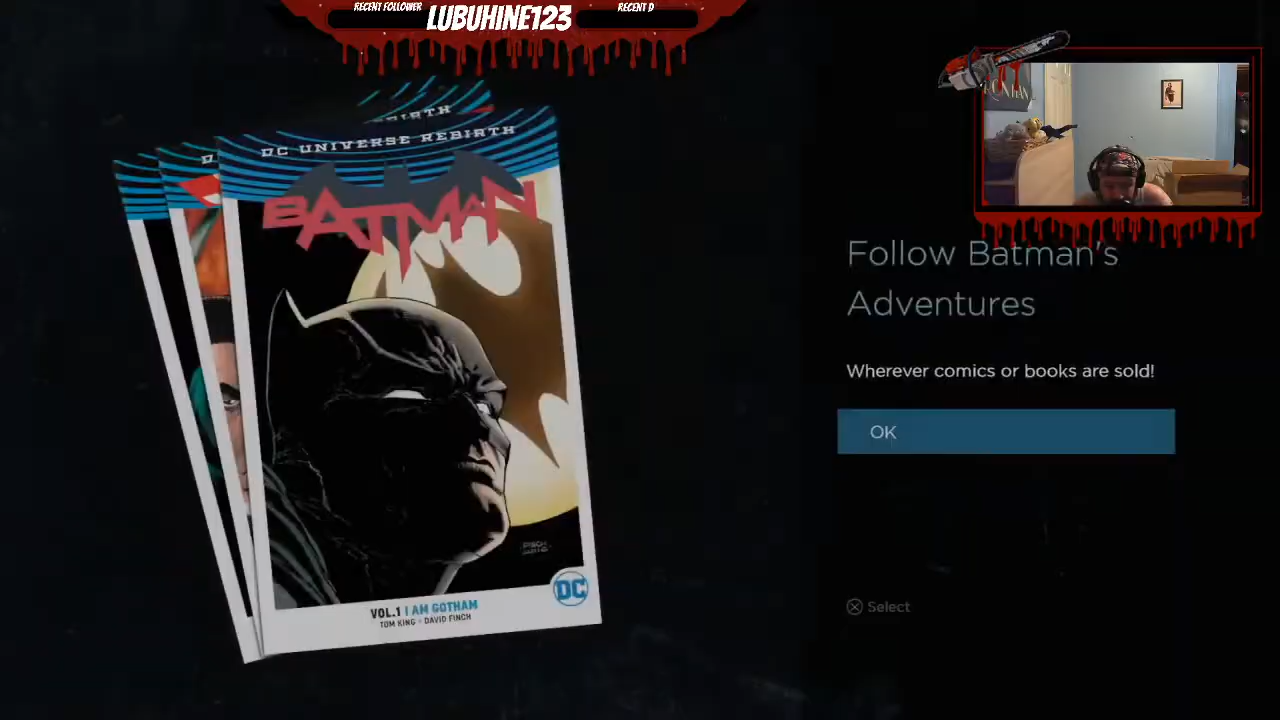 RECENT FOLLOWER
LUBUHINE123
RECENT D
DC UNIVERSE REBIRTH
BATMAN
VOL.1 I AM GOTHAM
TOM KING • DAVID FINCH
DC
Follow Batman's
Adventures
Wherever comics or books are sold!
OK
Select